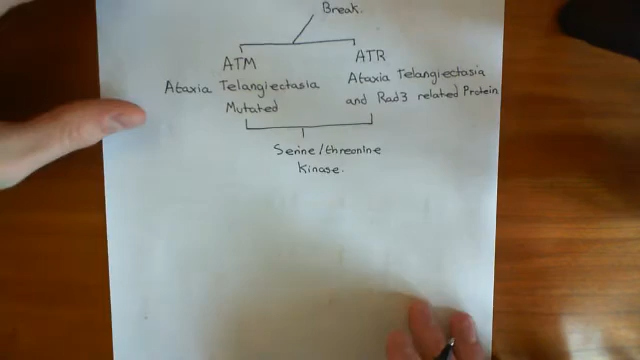 Break.
ATM
ATR
Ataxia Telangiectasia
Mutated
Ataxia Telangiectasia
and Rad3 related Protein
Serine/threonine
Kinase.